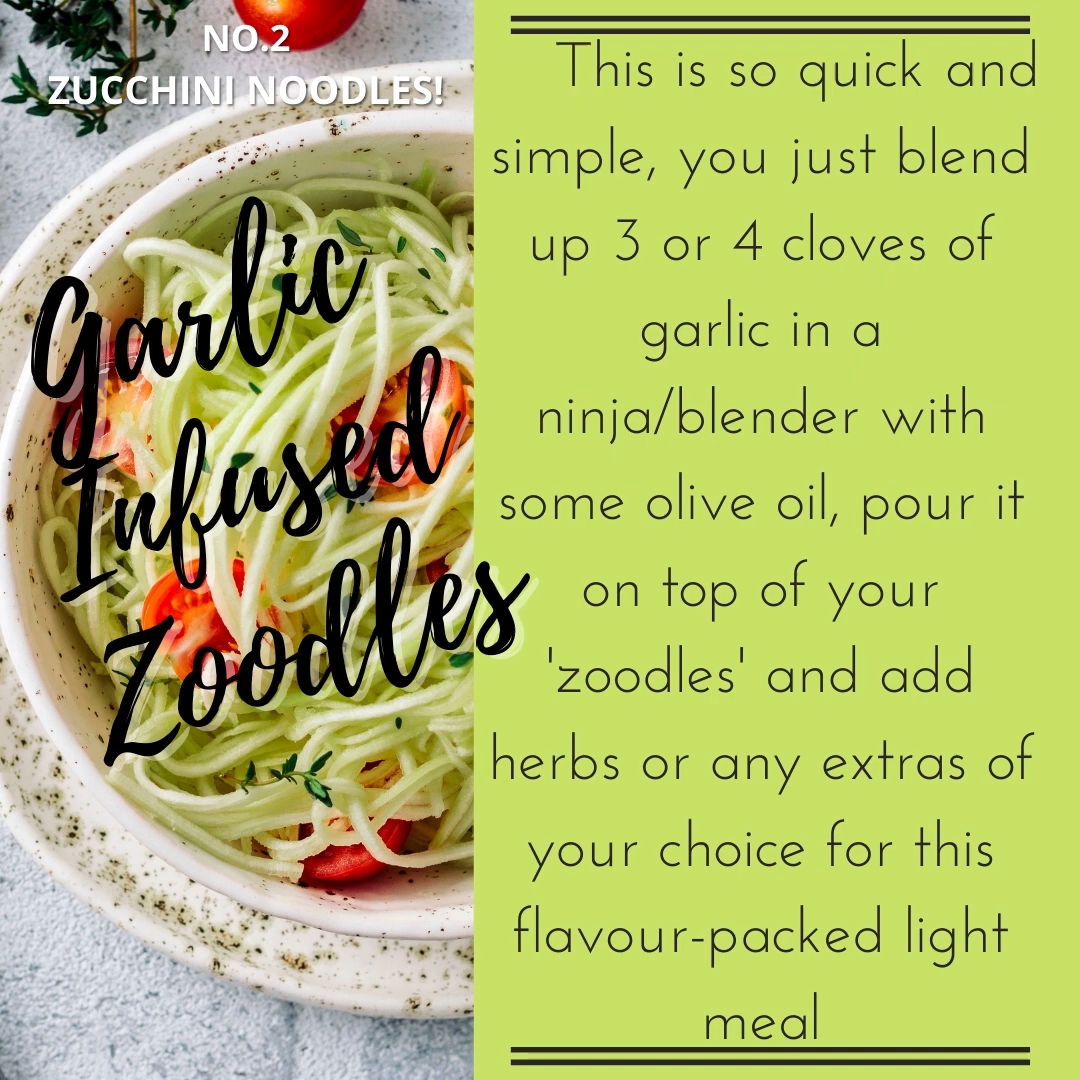 NO.2
ZUCCHINI NOODLES!
Garlic
Infused
Zoodles
This is so quick and
simple, you just blend
up 3 or 4 cloves of
garlic in a
ninja/blender with
some olive oil, pour it
on top of your
'zoodles' and add
herbs or any extras of
your choice for this
flavour-packed light
meal